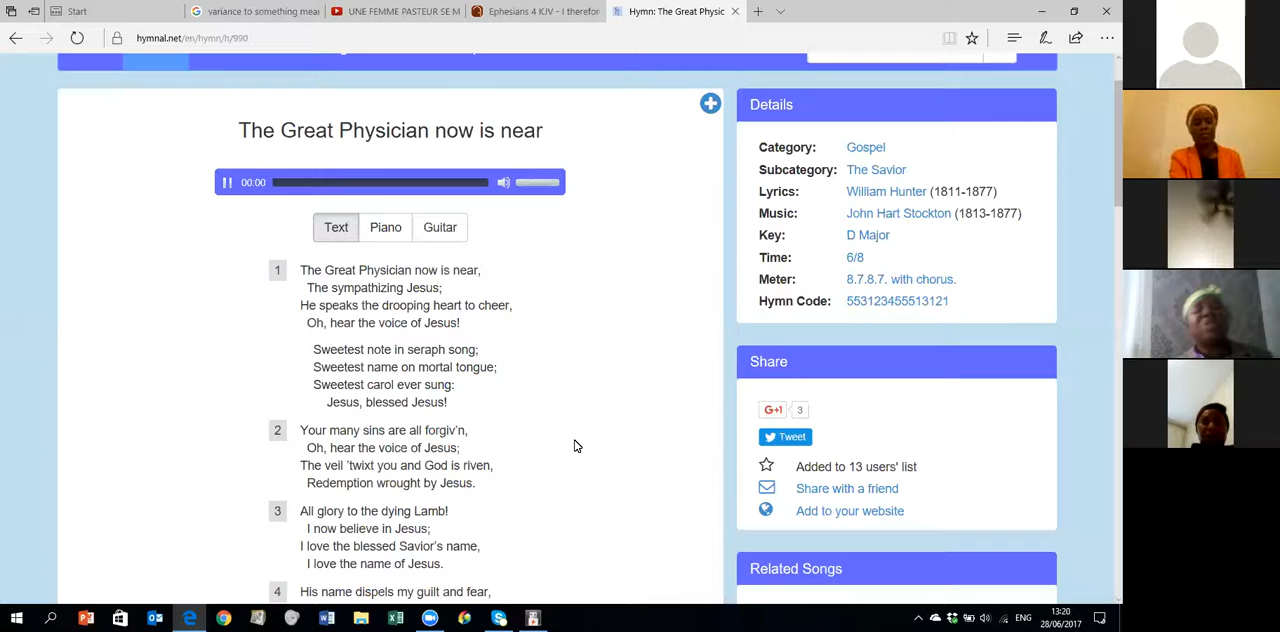 Start
variance to something mean
UNE FEMME PASTEUR SE M
Ephesians 4 KJV - I therefor
Hymn: The Great Physic
hymnal.net/en/hymn/h/990
The Great Physician now is near
00:00
Text
Piano
Guitar
1
The Great Physician now is near,
The sympathizing Jesus;
He speaks the drooping heart to cheer,
Oh, hear the voice of Jesus!
Sweetest note in seraph song;
Sweetest name on mortal tongue;
Sweetest carol ever sung:
Jesus, blessed Jesus!
2
Your many sins are all forgiv'n,
Oh, hear the voice of Jesus;
The veil 'twixt you and God is riven,
Redemption wrought by Jesus.
3
All glory to the dying Lamb!
I now believe in Jesus;
I love the blessed Savior's name,
I love the name of Jesus.
4
His name dispels my guilt and fear,
Details
Category: Gospel
Subcategory: The Savior
Lyrics: William Hunter (1811-1877)
Music: John Hart Stockton (1813-1877)
Key: D Major
Time: 6/8
Meter: 8.7.8.7. with chorus.
Hymn Code: 553123455513121
Share
G+1 3
Tweet
Added to 13 users' list
Share with a friend
Add to your website
Related Songs
ENG
13:20
28/06/2017